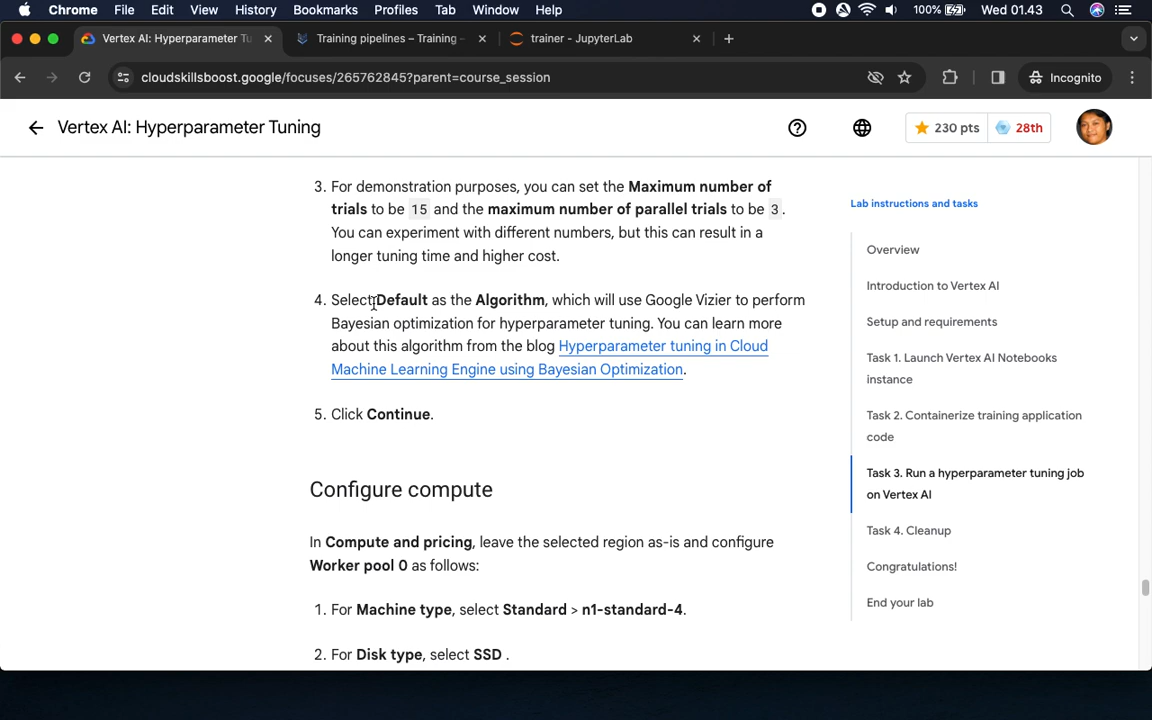 Chrome File Edit View History Bookmarks Profiles Tab Window Help 100% Wed 01.43
Vertex AI: Hyperparameter Tu Training pipelines – Training - trainer - JupyterLab
cloudskillsboost.google/focuses/265762845?parent=course_session Incognito
Vertex AI: Hyperparameter Tuning 230 pts 28th
3. For demonstration purposes, you can set the Maximum number of
trials to be 15 and the maximum number of parallel trials to be 3.
You can experiment with different numbers, but this can result in a
longer tuning time and higher cost.
4. Select Default as the Algorithm, which will use Google Vizier to perform
Bayesian optimization for hyperparameter tuning. You can learn more
about this algorithm from the blog Hyperparameter tuning in Cloud
Machine Learning Engine using Bayesian Optimization.
5. Click Continue.
Configure compute
In Compute and pricing, leave the selected region as-is and configure
Worker pool 0 as follows:
1. For Machine type, select Standard > n1-standard-4.
2. For Disk type, select SSD .
Lab instructions and tasks
Overview
Introduction to Vertex AI
Setup and requirements
Task 1. Launch Vertex AI Notebooks
instance
Task 2. Containerize training application
code
Task 3. Run a hyperparameter tuning job
on Vertex AI
Task 4. Cleanup
Congratulations!
End your lab